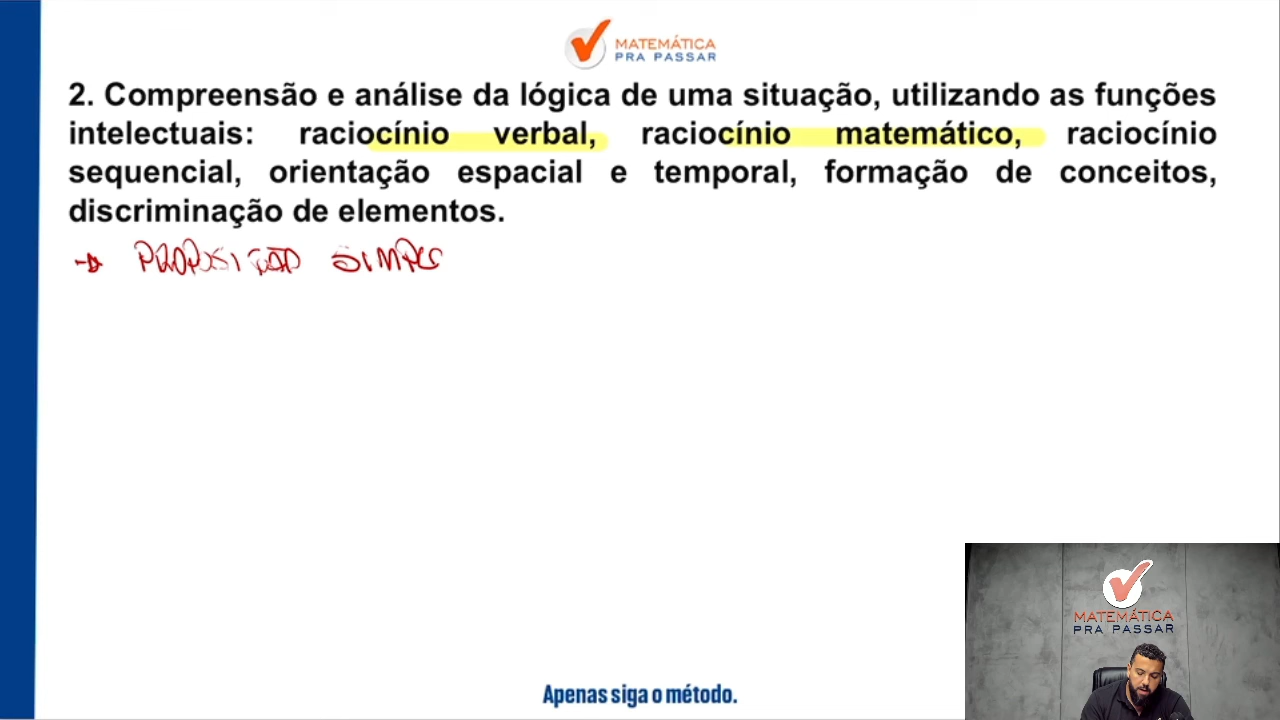 MATEMÁTICA
PRA PASSAR
2. Compreensão e análise da lógica de uma situação, utilizando as funções
intelectuais: raciocínio verbal, raciocínio matemático, raciocínio
sequencial, orientação espacial e temporal, formação de conceitos,
discriminação de elementos.
→ PROPOSIÇÃO SIMPLES
MATEMÁTICA
PRA PASSAR
Apenas siga o método.